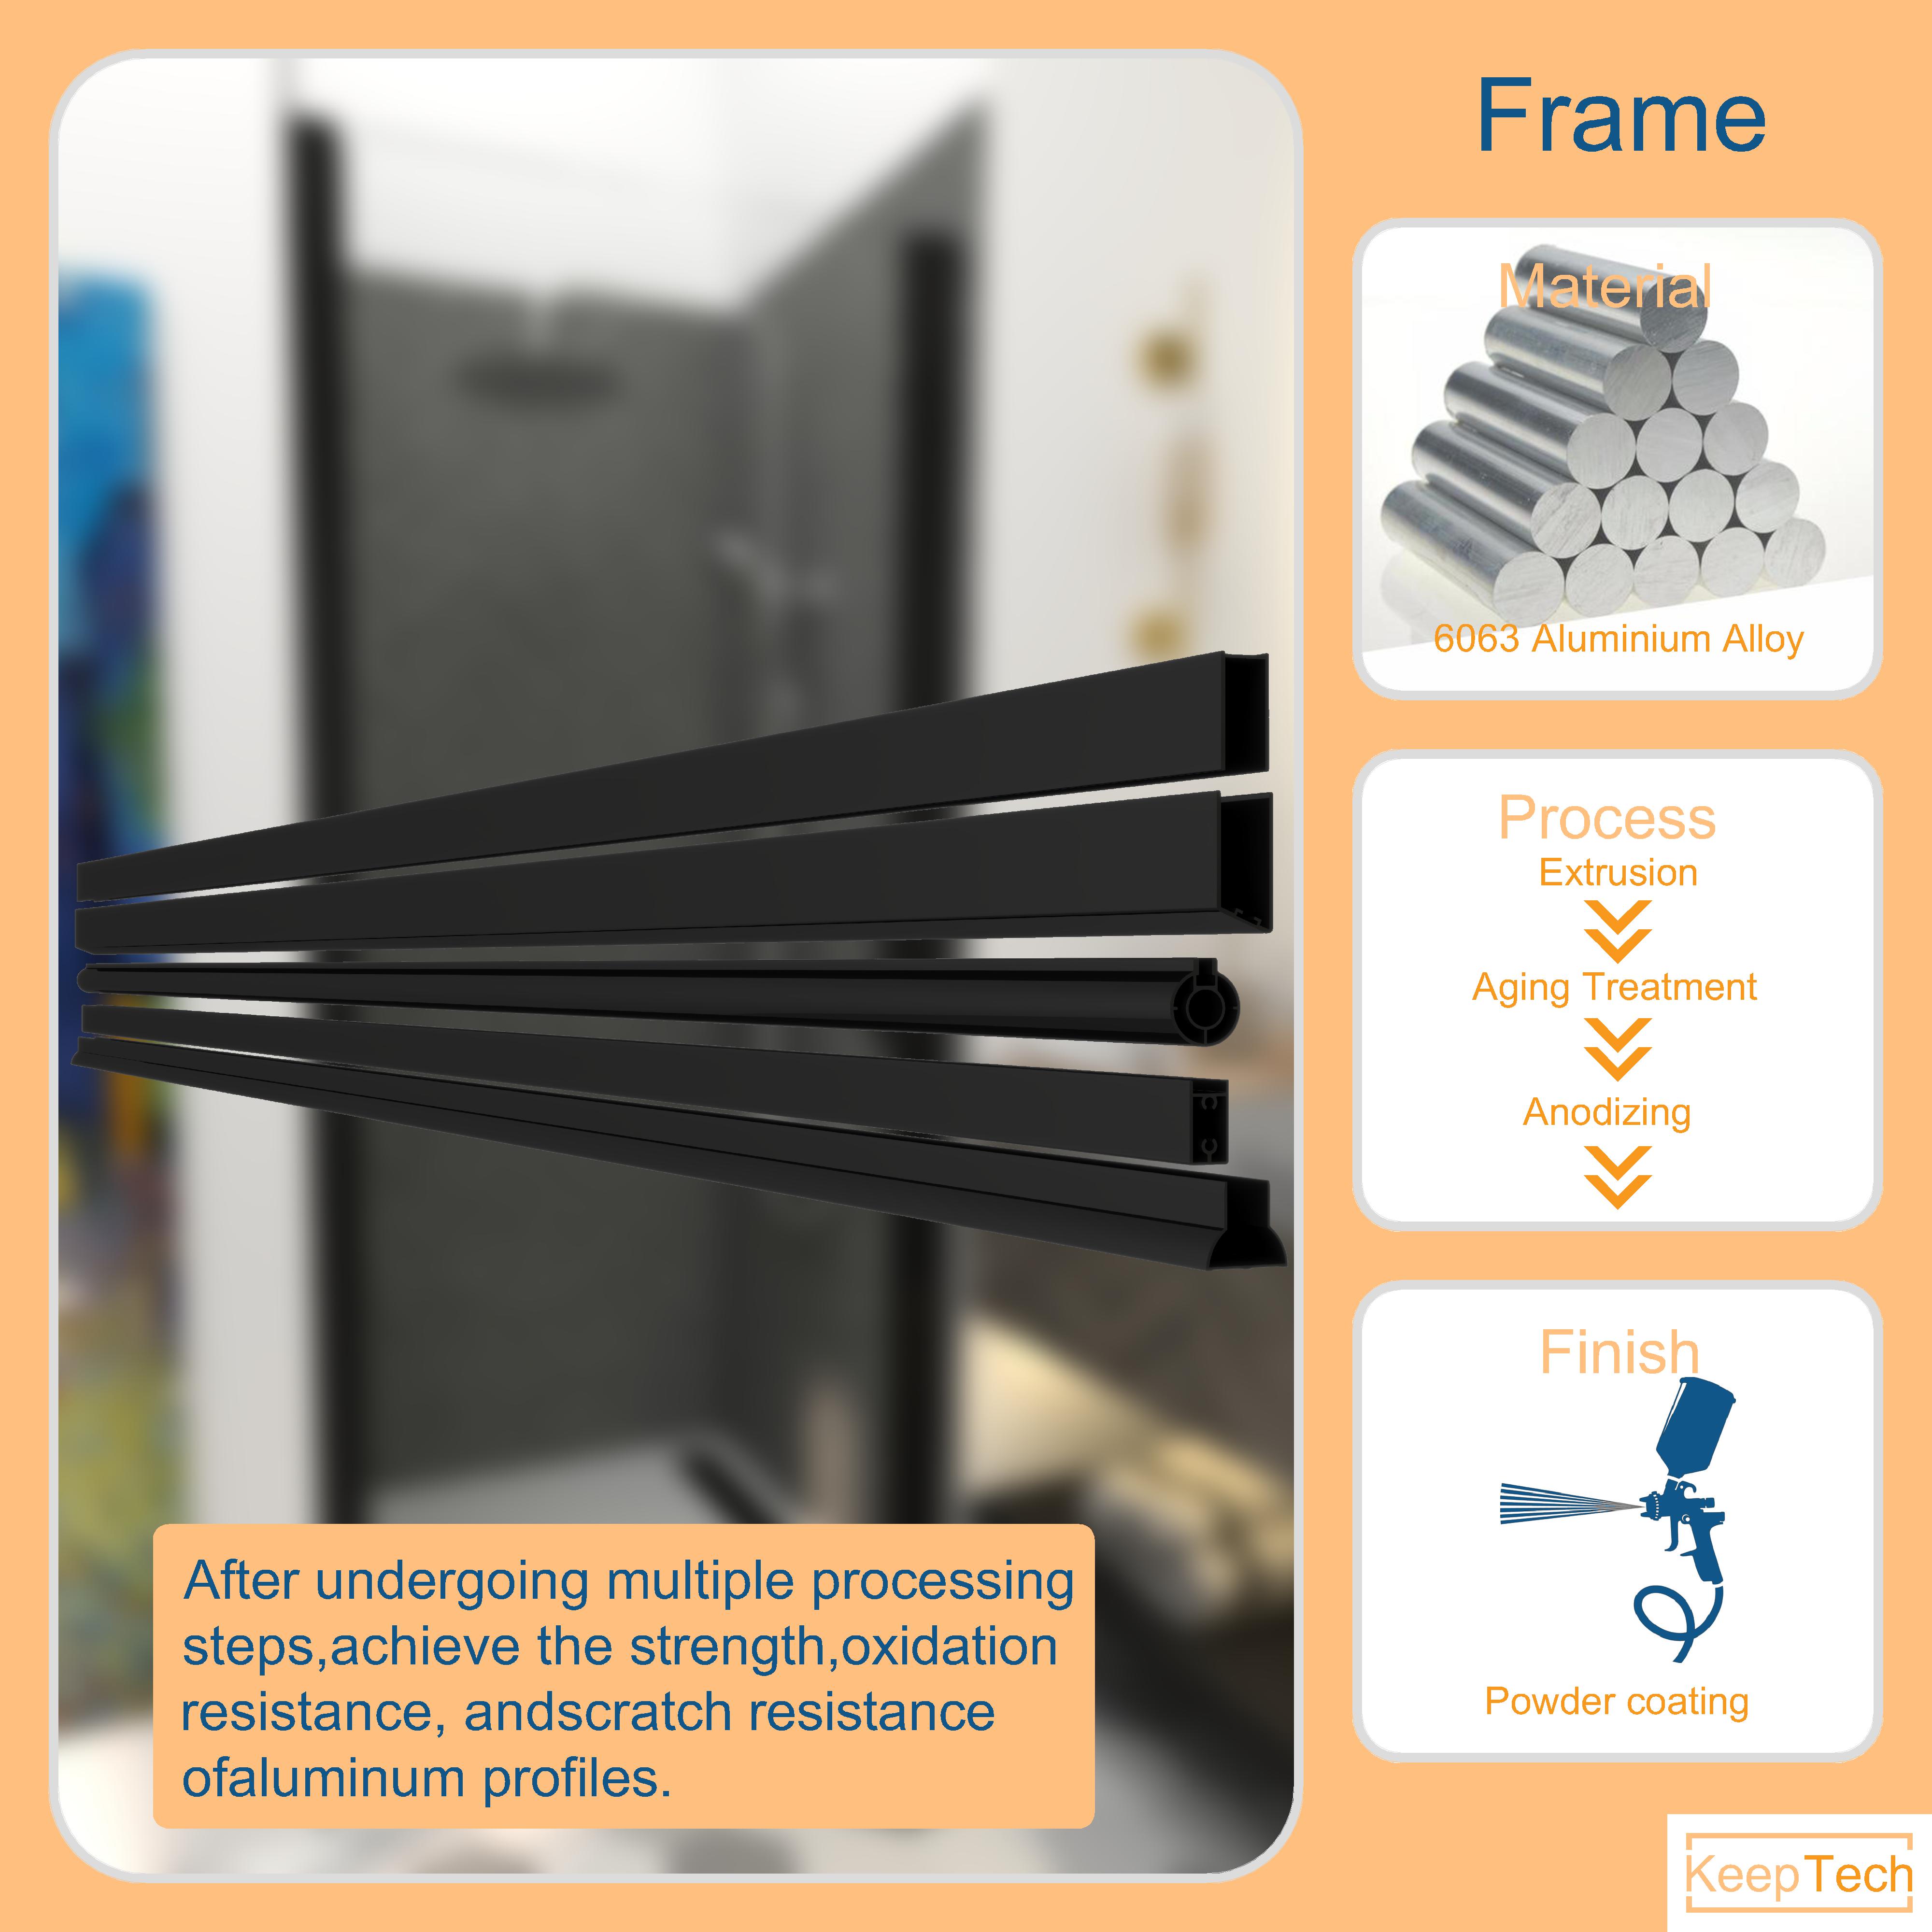 Frame
Material
6063 Aluminium Alloy
Process
Extrusion
Aging Treatment
Anodizing
Finish
Powder coating
After undergoing multiple processing
steps,achieve the strength,oxidation
resistance, andscratch resistance
ofaluminum profiles.
KeepTech